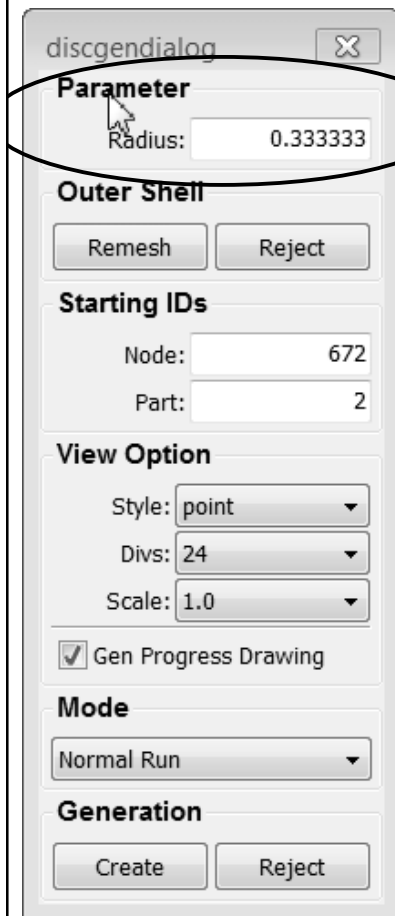 discgendialog
Parameter
Radius: 0.333333
Outer Shell
Remesh Reject
Starting IDs
Node: 672
Part: 2
View Option
Style: point
Divs: 24
Scale: 1.0
Gen Progress Drawing
Mode
Normal Run
Generation
Create Reject